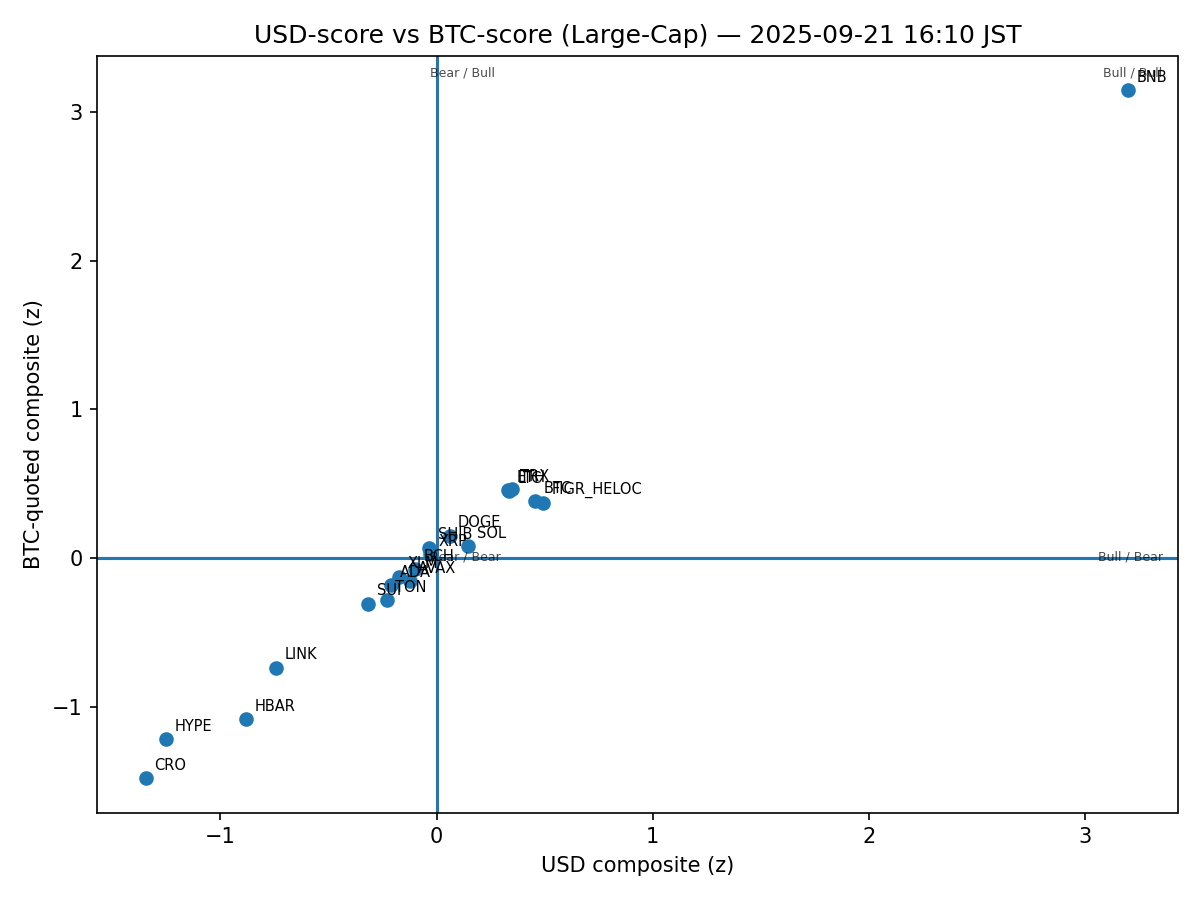 USD-score vs BTC-score (Large-Cap) — 2025-09-21 16:10 JST
Bear / Bull
Bull / Bull
BNB
3
2
1
0
−1
BTC-quoted composite (z)
TRX
BTC
FIGR_HELOC
DOGE
SHIB
SOL
XRP
BCH
/ Bear
Bull / Bear
XLM
AVAX
ADA
TON
SUI
LINK
HBAR
HYPE
CRO
−1
0
1
2
3
USD composite (z)